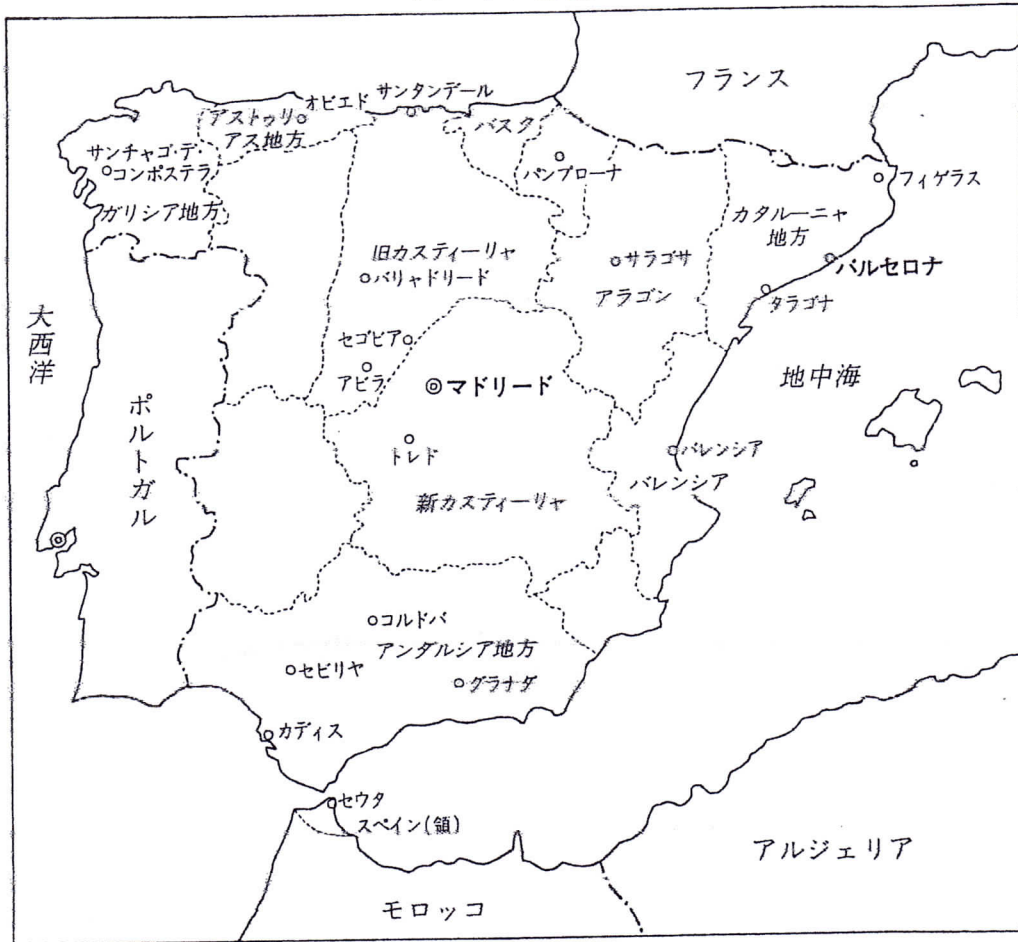 フランス
サンタンデール
オビエド
アストゥリ
アス地方
バスク
パンプローナ
サンチャゴ・デ・
コンポステラ
フィゲラス
ガリシア地方
カタルーニャ
地方
旧カスティーリャ
サラゴサ
バルセロナ
バリャドリード
アラゴン
タラゴナ
大西洋
セゴビア
アビラ
マドリード
地中海
ポルトガル
トレド
バレンシア
バレンシア
新カスティーリャ
コルドバ
アンダルシア地方
セビリヤ
グラナダ
カディス
セウタ
スペイン(領)
アルジェリア
モロッコ